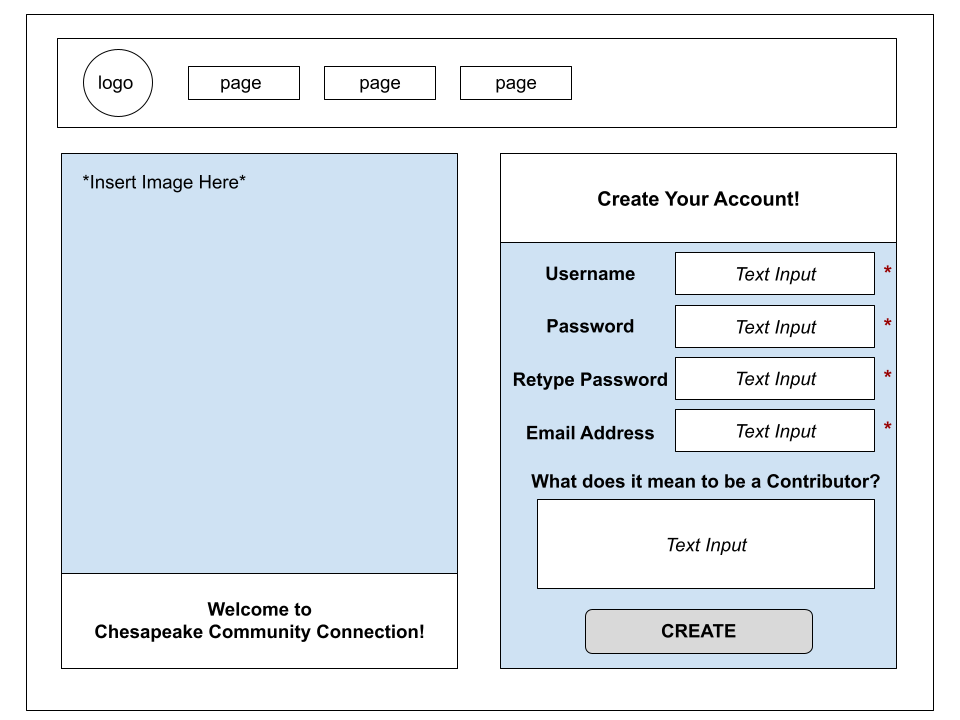 logo
page
page
page
*Insert Image Here*
Welcome to
Chesapeake Community Connection!
Create Your Account!
Username
Text Input
*
Password
Text Input
*
Retype Password
Text Input
*
Email Address
Text Input
*
What does it mean to be a Contributor?
Text Input
CREATE